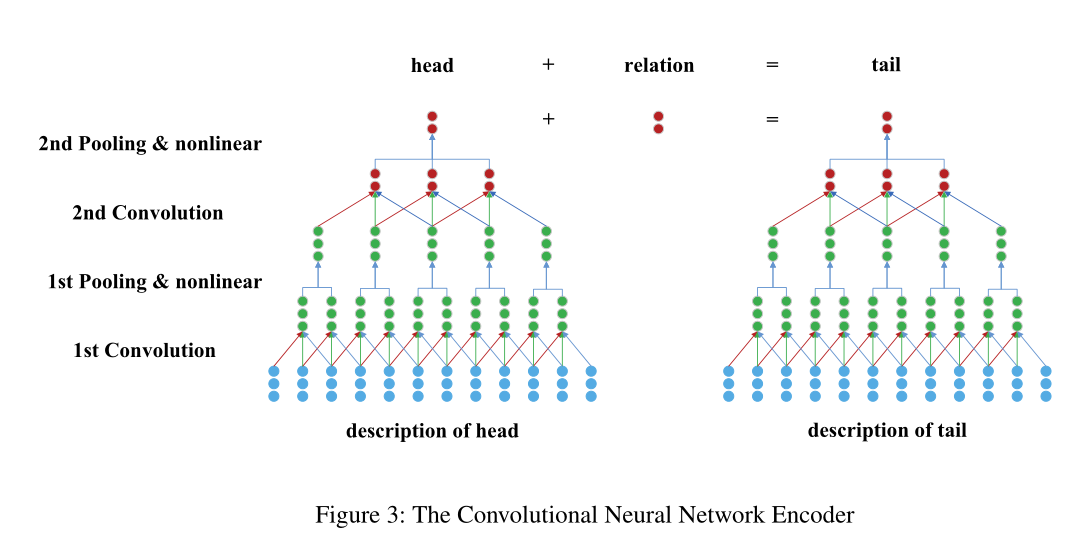 head + relation = tail
+ =
2nd Pooling & nonlinear
2nd Convolution
1st Pooling & nonlinear
1st Convolution
description of head description of tail
Figure 3: The Convolutional Neural Network Encoder